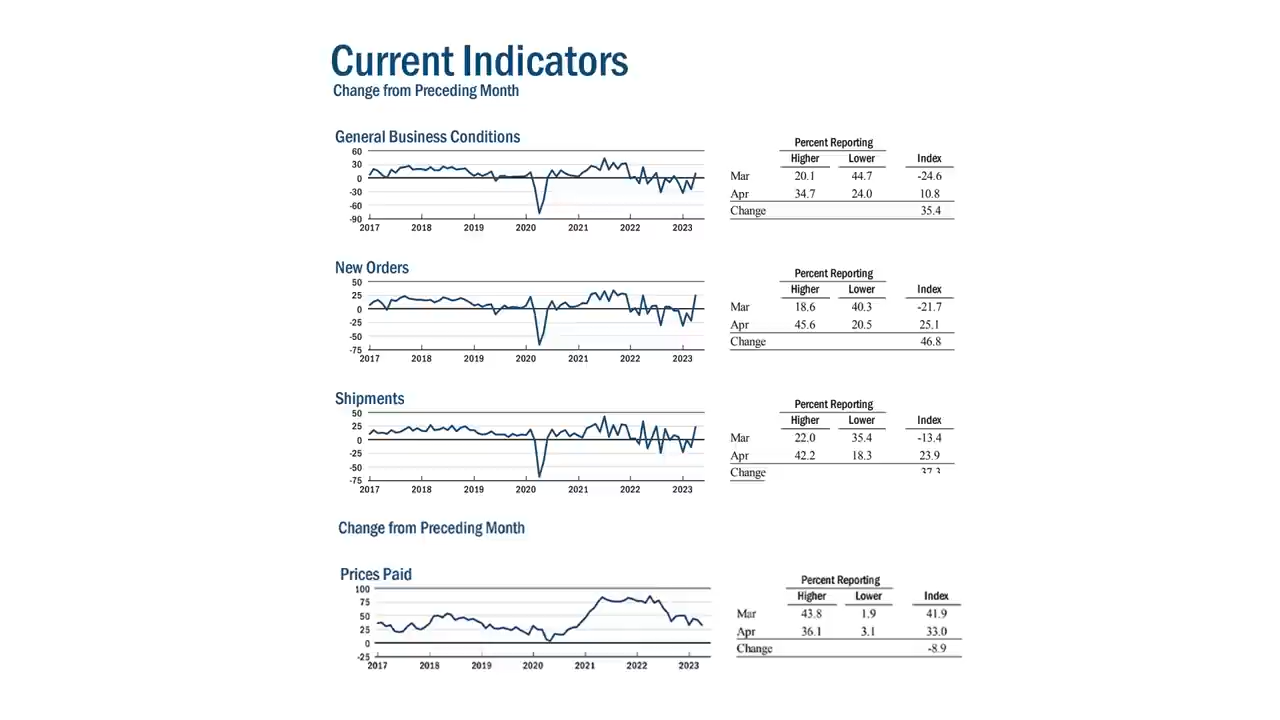 Current Indicators
Change from Preceding Month
General Business Conditions
60
30
0
-30
-60
-90
2017 2018 2019 2020 2021 2022 2023
Percent Reporting
Higher Lower Index
Mar 20.1 44.7 -24.6
Apr 34.7 24.0 10.8
Change 35.4
New Orders
50
25
0
-25
-50
-75
2017 2018 2019 2020 2021 2022 2023
Percent Reporting
Higher Lower Index
Mar 18.6 40.3 -21.7
Apr 45.6 20.5 25.1
Change 46.8
Shipments
50
25
0
-25
-50
-75
2017 2018 2019 2020 2021 2022 2023
Percent Reporting
Higher Lower Index
Mar 22.0 35.4 -13.4
Apr 42.2 18.3 23.9
Change 37.3
Change from Preceding Month
Prices Paid
100
75
50
25
0
-25
2017 2018 2019 2020 2021 2022 2023
Percent Reporting
Higher Lower Index
Mar 43.8 1.9 41.9
Apr 36.1 3.1 33.0
Change -8.9